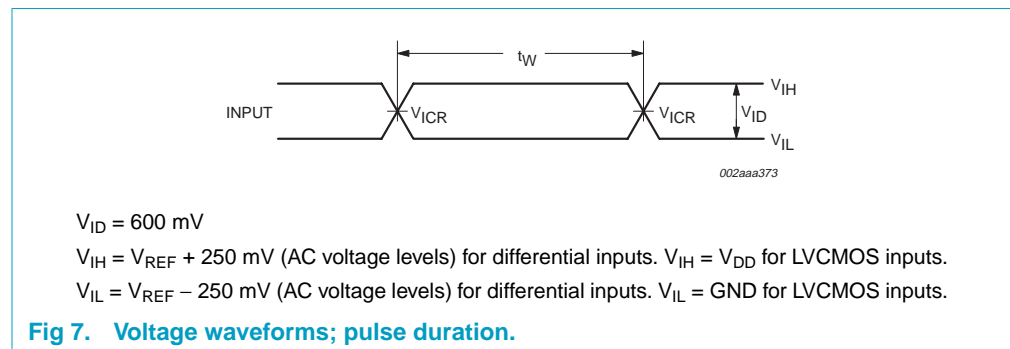 tW
INPUT
VICR
VICR
VIH
VID
VIL
002aaa373
VID = 600 mV
VIH = VREF + 250 mV (AC voltage levels) for differential inputs. VIH = VDD for LVCMOS inputs.
VIL = VREF − 250 mV (AC voltage levels) for differential inputs. VIL = GND for LVCMOS inputs.
Fig 7. Voltage waveforms; pulse duration.